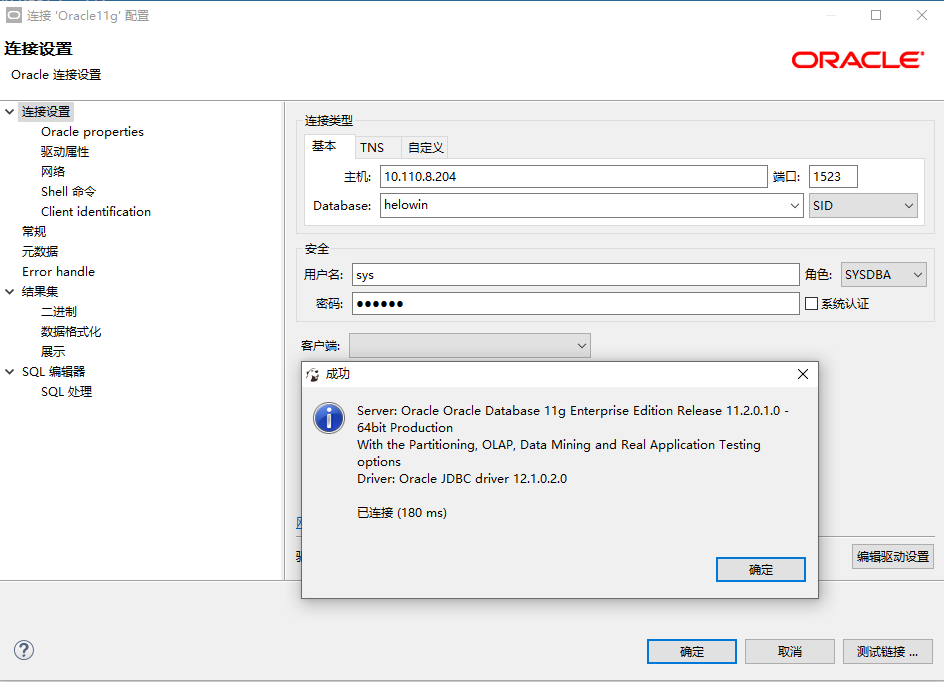 连接 'Oracle11g' 配置
连接设置
Oracle 连接设置
ORACLE
连接设置
Oracle properties
驱动属性
网络
Shell 命令
Client identification
常规
元数据
Error handle
结果集
二进制
数据格式化
展示
SQL 编辑器
SQL 处理
连接类型
基本 TNS 自定义
主机: 10.110.8.204 端口: 1523
Database: helowin SID
安全
用户名: sys 角色: SYSDBA
密码: ●●●●●● 系统认证
客户端:
成功
Server: Oracle Oracle Database 11g Enterprise Edition Release 11.2.0.1.0 -
64bit Production
With the Partitioning, OLAP, Data Mining and Real Application Testing
options
Driver: Oracle JDBC driver 12.1.0.2.0
已连接 (180 ms)
确定
编辑驱动设置
? 确定 取消 测试链接 ...